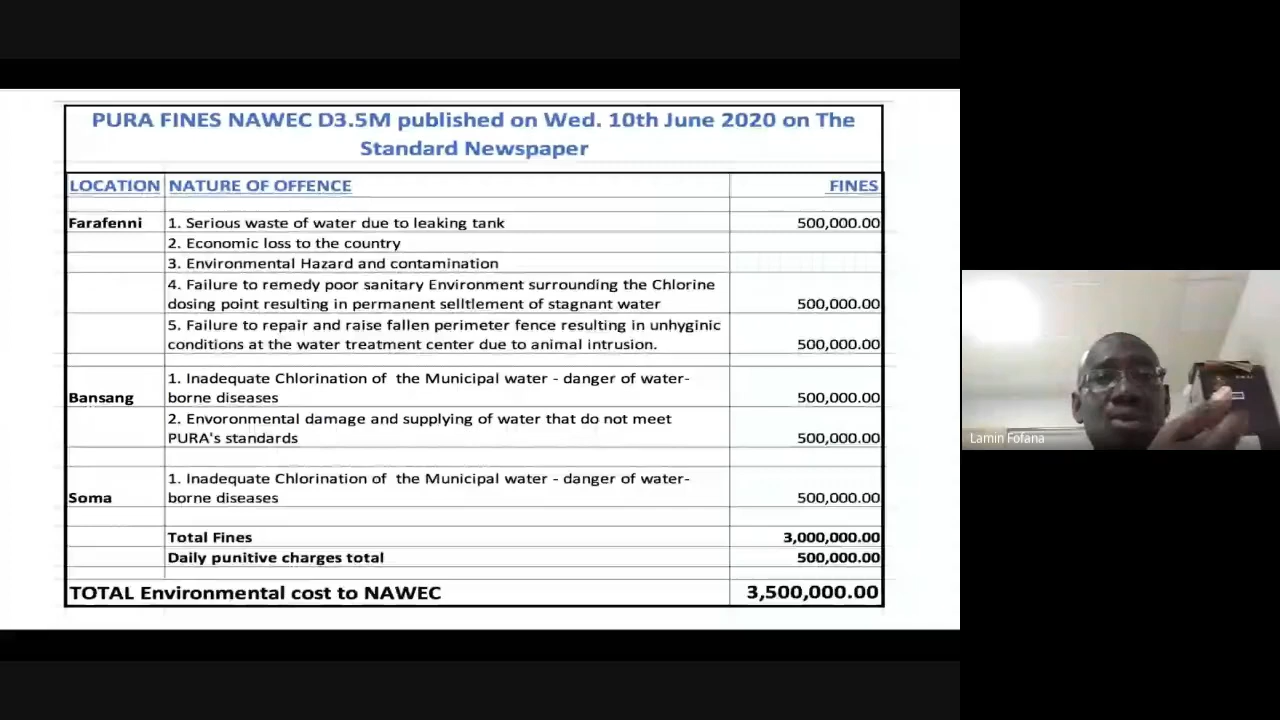 PURA FINES NAWEC D3.5M published on Wed. 10th June 2020 on The
Standard Newspaper
LOCATION NATURE OF OFFENCE FINES
Farafenni 1. Serious waste of water due to leaking tank 500,000.00
2. Economic loss to the country
3. Environmental Hazard and contamination
4. Failure to remedy poor sanitary Environment surrounding the Chlorine
dosing point resulting in permanent selltlement of stagnant water 500,000.00
5. Failure to repair and raise fallen perimeter fence resulting in unhyginic
conditions at the water treatment center due to animal intrusion. 500,000.00
1. Inadequate Chlorination of the Municipal water - danger of water-
Bansang borne diseases 500,000.00
2. Envoronmental damage and supplying of water that do not meet
PURA's standards 500,000.00
1. Inadequate Chlorination of the Municipal water - danger of water-
Soma borne diseases 500,000.00
Total Fines 3,000,000.00
Daily punitive charges total 500,000.00
TOTAL Environmental cost to NAWEC 3,500,000.00
Lamin Fofana